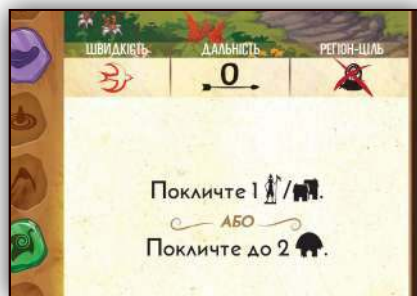 ШВИДКІСТЬ ДАЛЬНІСТЬ РЕГІОН-ЦІЛЬ
0
Покличте 1 /.
АБО
Покличте до 2 .